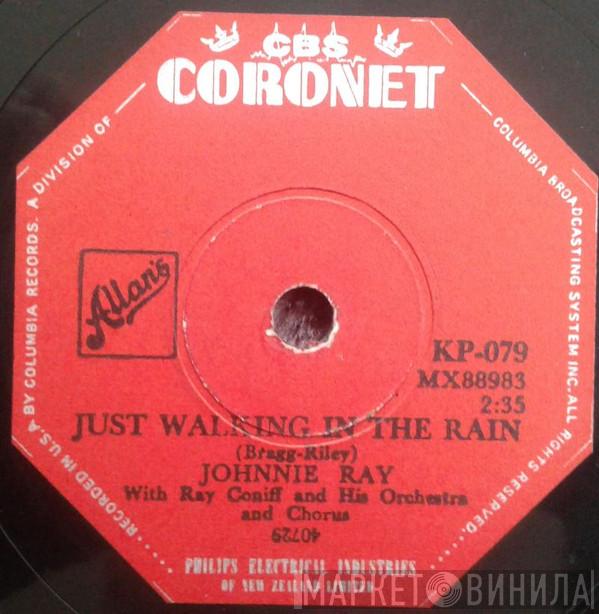 CBS
CORONET
...RECORDED IN U.S.A. BY COLUMBIA RECORDS. A DIVISION OF
COLUMBIA BROADCASTING SYSTEM INC. ALL RIGHTS RESERVED......
Allan's
KP-079
MX88983
2:35
JUST WALKING IN THE RAIN
(Bragg-Riley)
JOHNNIE RAY
With Ray Coniff and His Orchestra
and Chorus
40729
PHILIPS ELECTRICAL INDUSTRIES
OF NEW ZEALAND LIMITED
МАРКЕТ ВИНИЛА